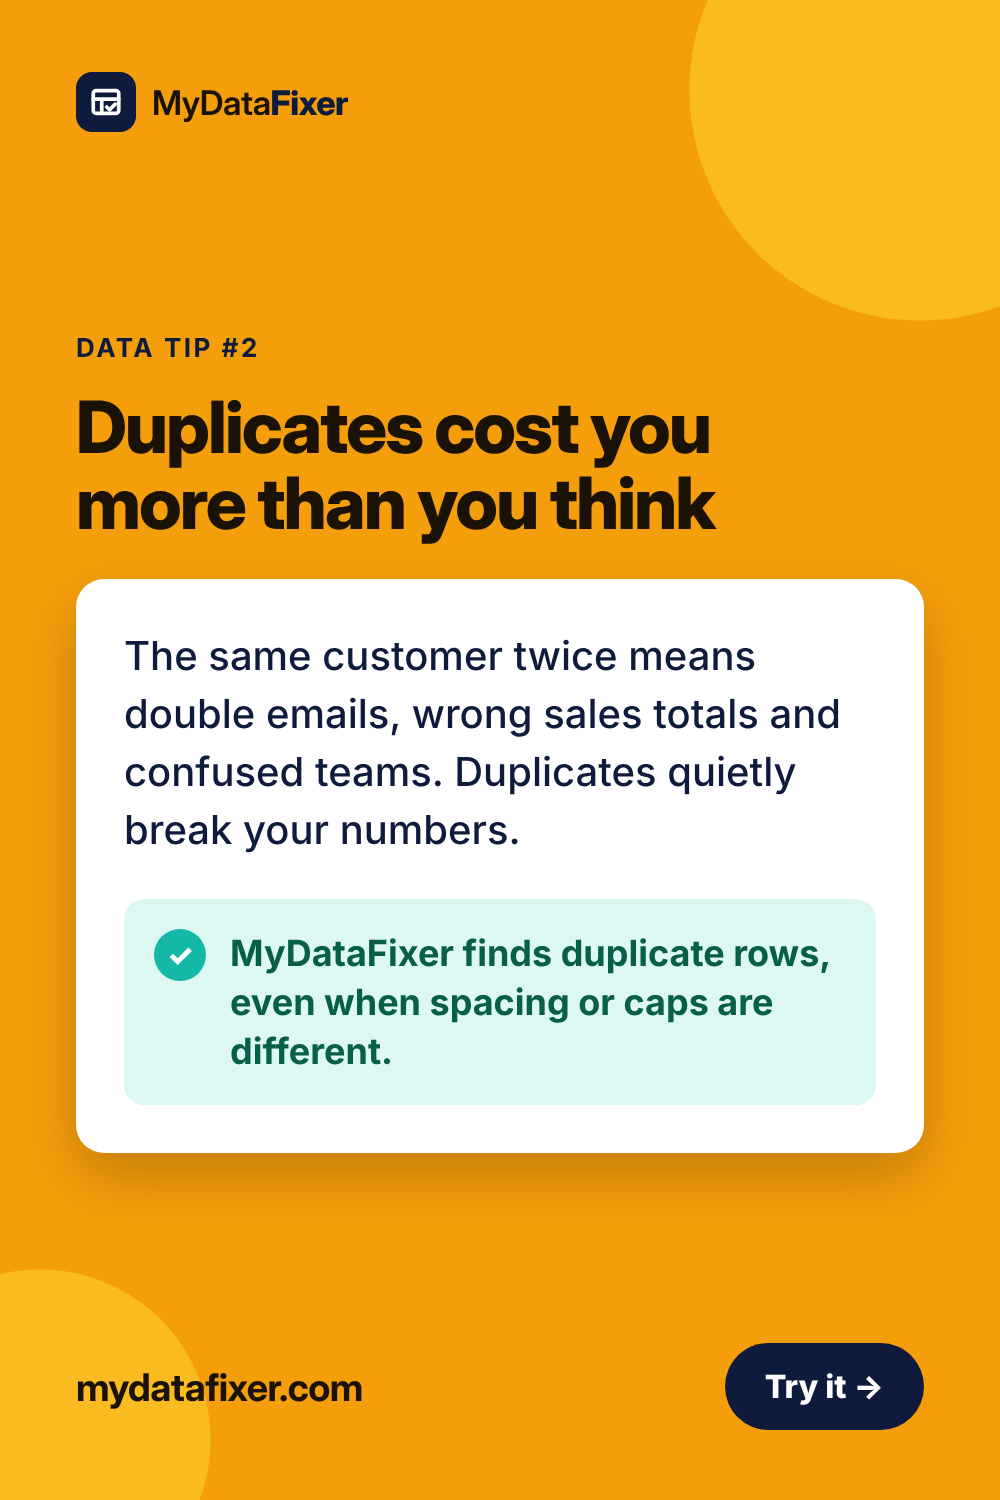 MyDataFixer
DATA TIP #2
Duplicates cost you
more than you think
The same customer twice means
double emails, wrong sales totals and
confused teams. Duplicates quietly
break your numbers.
MyDataFixer finds duplicate rows,
even when spacing or caps are
different.
mydatafixer.com
Try it →